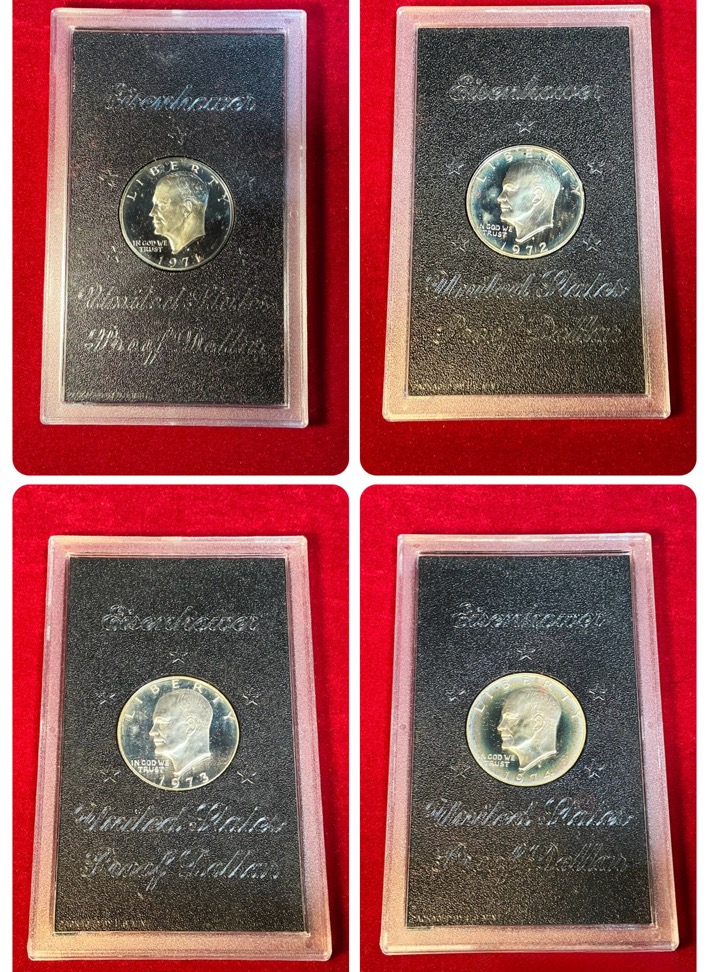 Eisenhower
LIBERTY
IN GOD WE
TRUST
1971
United States
Proof Dollar
Eisenhower
LIBERTY
IN GOD WE
TRUST
1972
United States
Proof Dollar
Eisenhower
LIBERTY
IN GOD WE
TRUST
1973
United States
Proof Dollar
Eisenhower
LIBERTY
IN GOD WE
TRUST
1974
United States
Proof Dollar